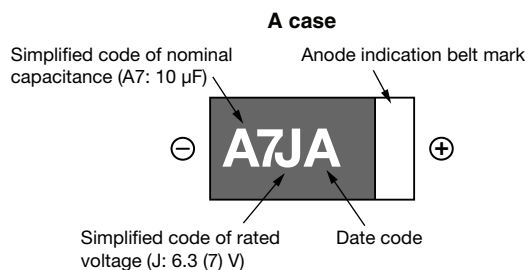 A case
Simplified code of nominal
capacitance (A7: 10 µF)
Anode indication belt mark
⊖
A7JA
⊕
Simplified code of rated
voltage (J: 6.3 (7) V)
Date code